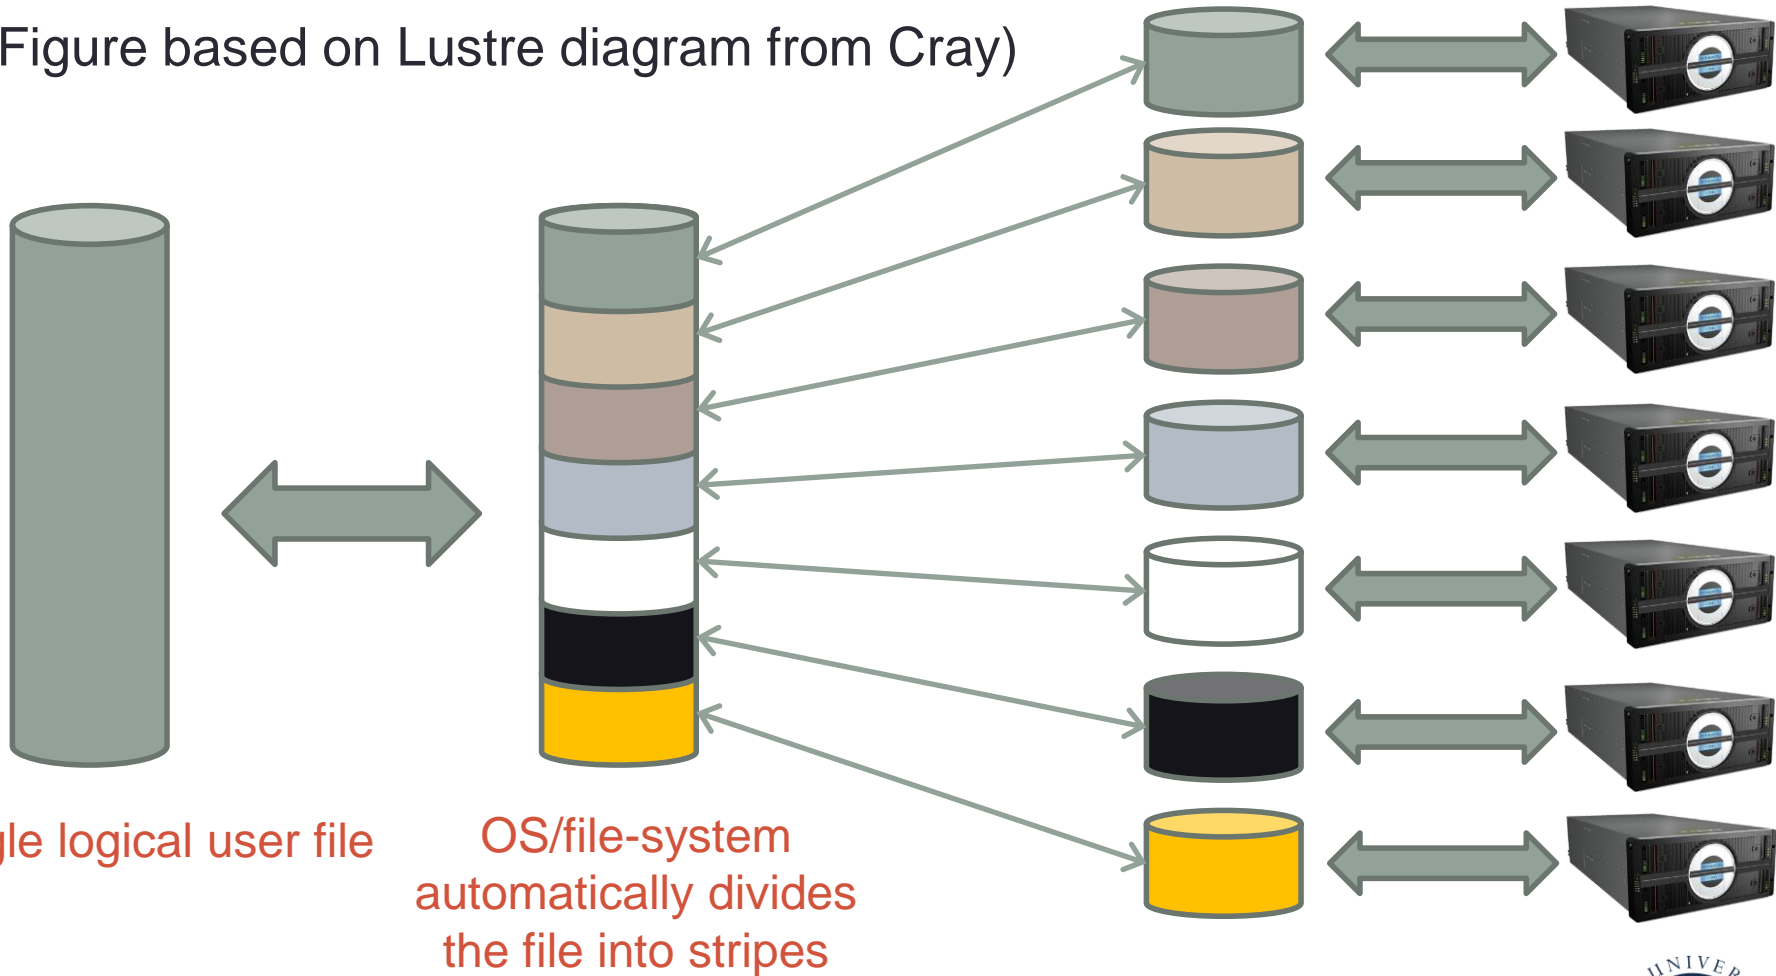 Figure based on Lustre diagram from Cray)
gle logical user file
OS/file-system
automatically divides
the file into stripes
UNIVER